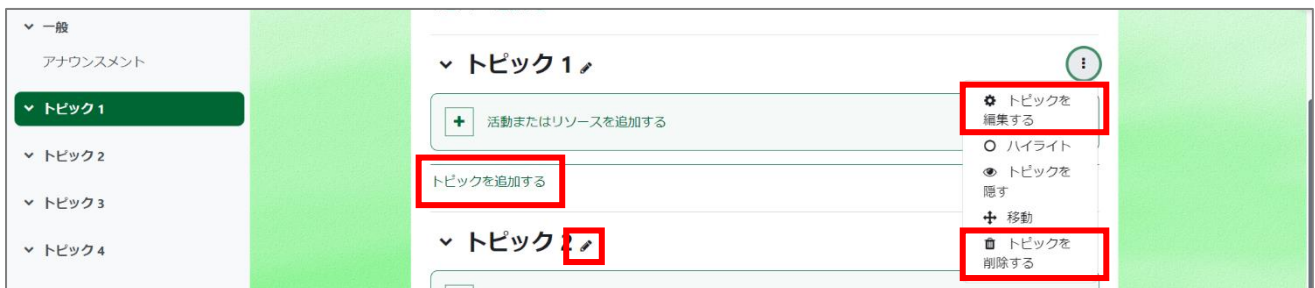 一般
アナウンスメント
トピック 1
トピック 2
トピック 3
トピック 4
トピック 1
活動またはリソースを追加する
トピックを追加する
トピック 2
トピックを
編集する
ハイライト
トピックを
隠す
移動
トピックを
削除する